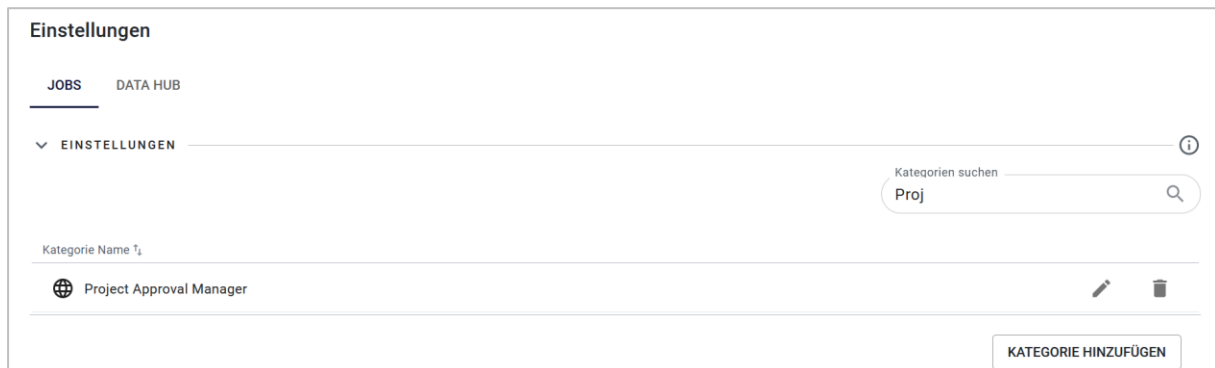 Einstellungen
JOBS DATA HUB
EINSTELLUNGEN
Kategorien suchen
Proj
Kategorie Name
Project Approval Manager
KATEGORIE HINZUFÜGEN